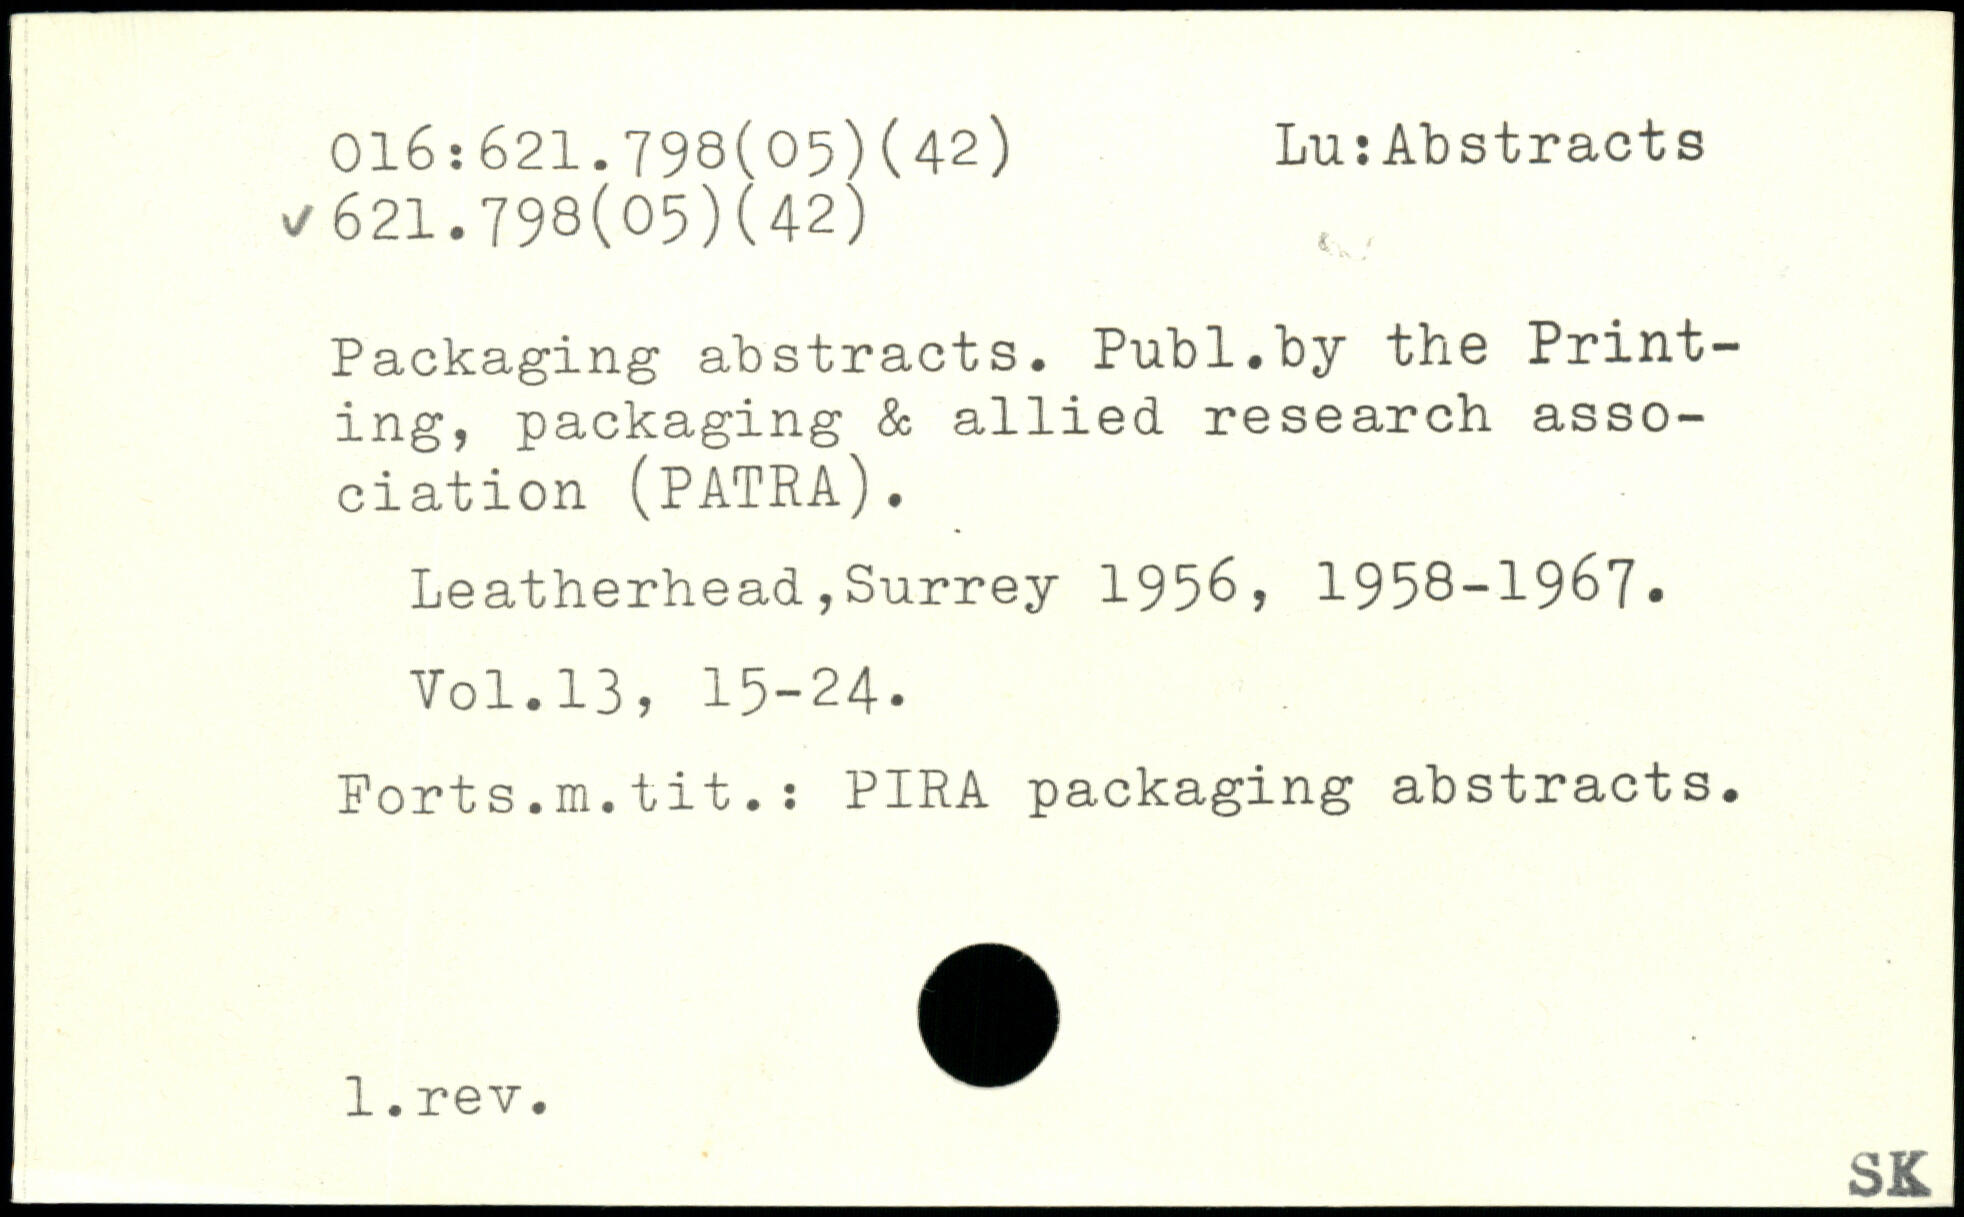 016:621.798(05)(42) Lu:Abstracts
✓ 621.798(05)(42)
Packaging abstracts. Publ.by the Print-
ing, packaging & allied research asso-
ciation (PATRA).
Leatherhead,Surrey 1956, 1958-1967.
Vol.13, 15-24.
Forts.m.tit.: PIRA packaging abstracts.
1.rev.
SK